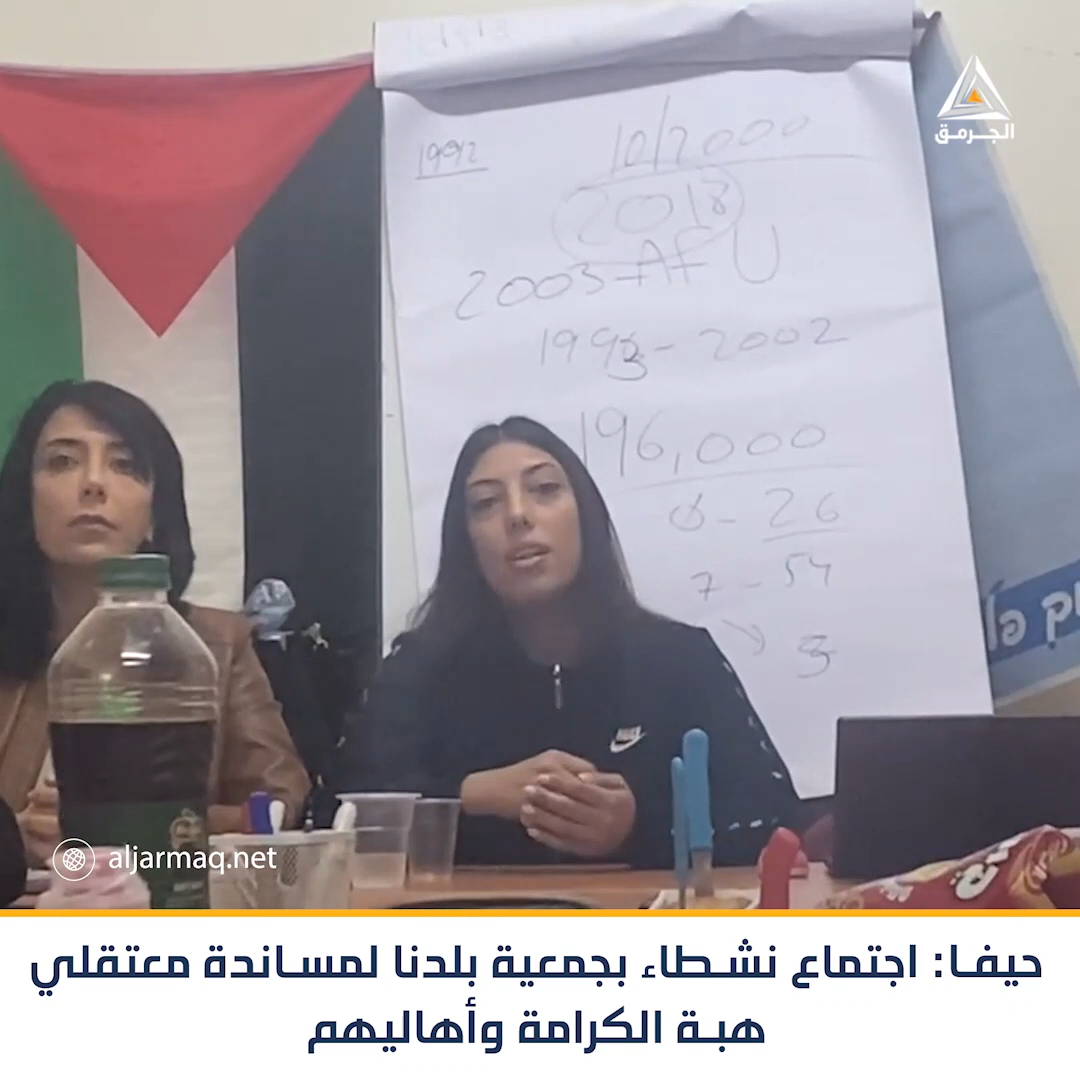 الجرمق
1992
10/2000
2018
2003-AFU
1993-2002
196,000
6-26
7-54
3
aljarmaq.net
حيفا: اجتماع نشطاء بجمعية بلدنا لمساندة معتقلي
هبة الكرامة وأهاليهم